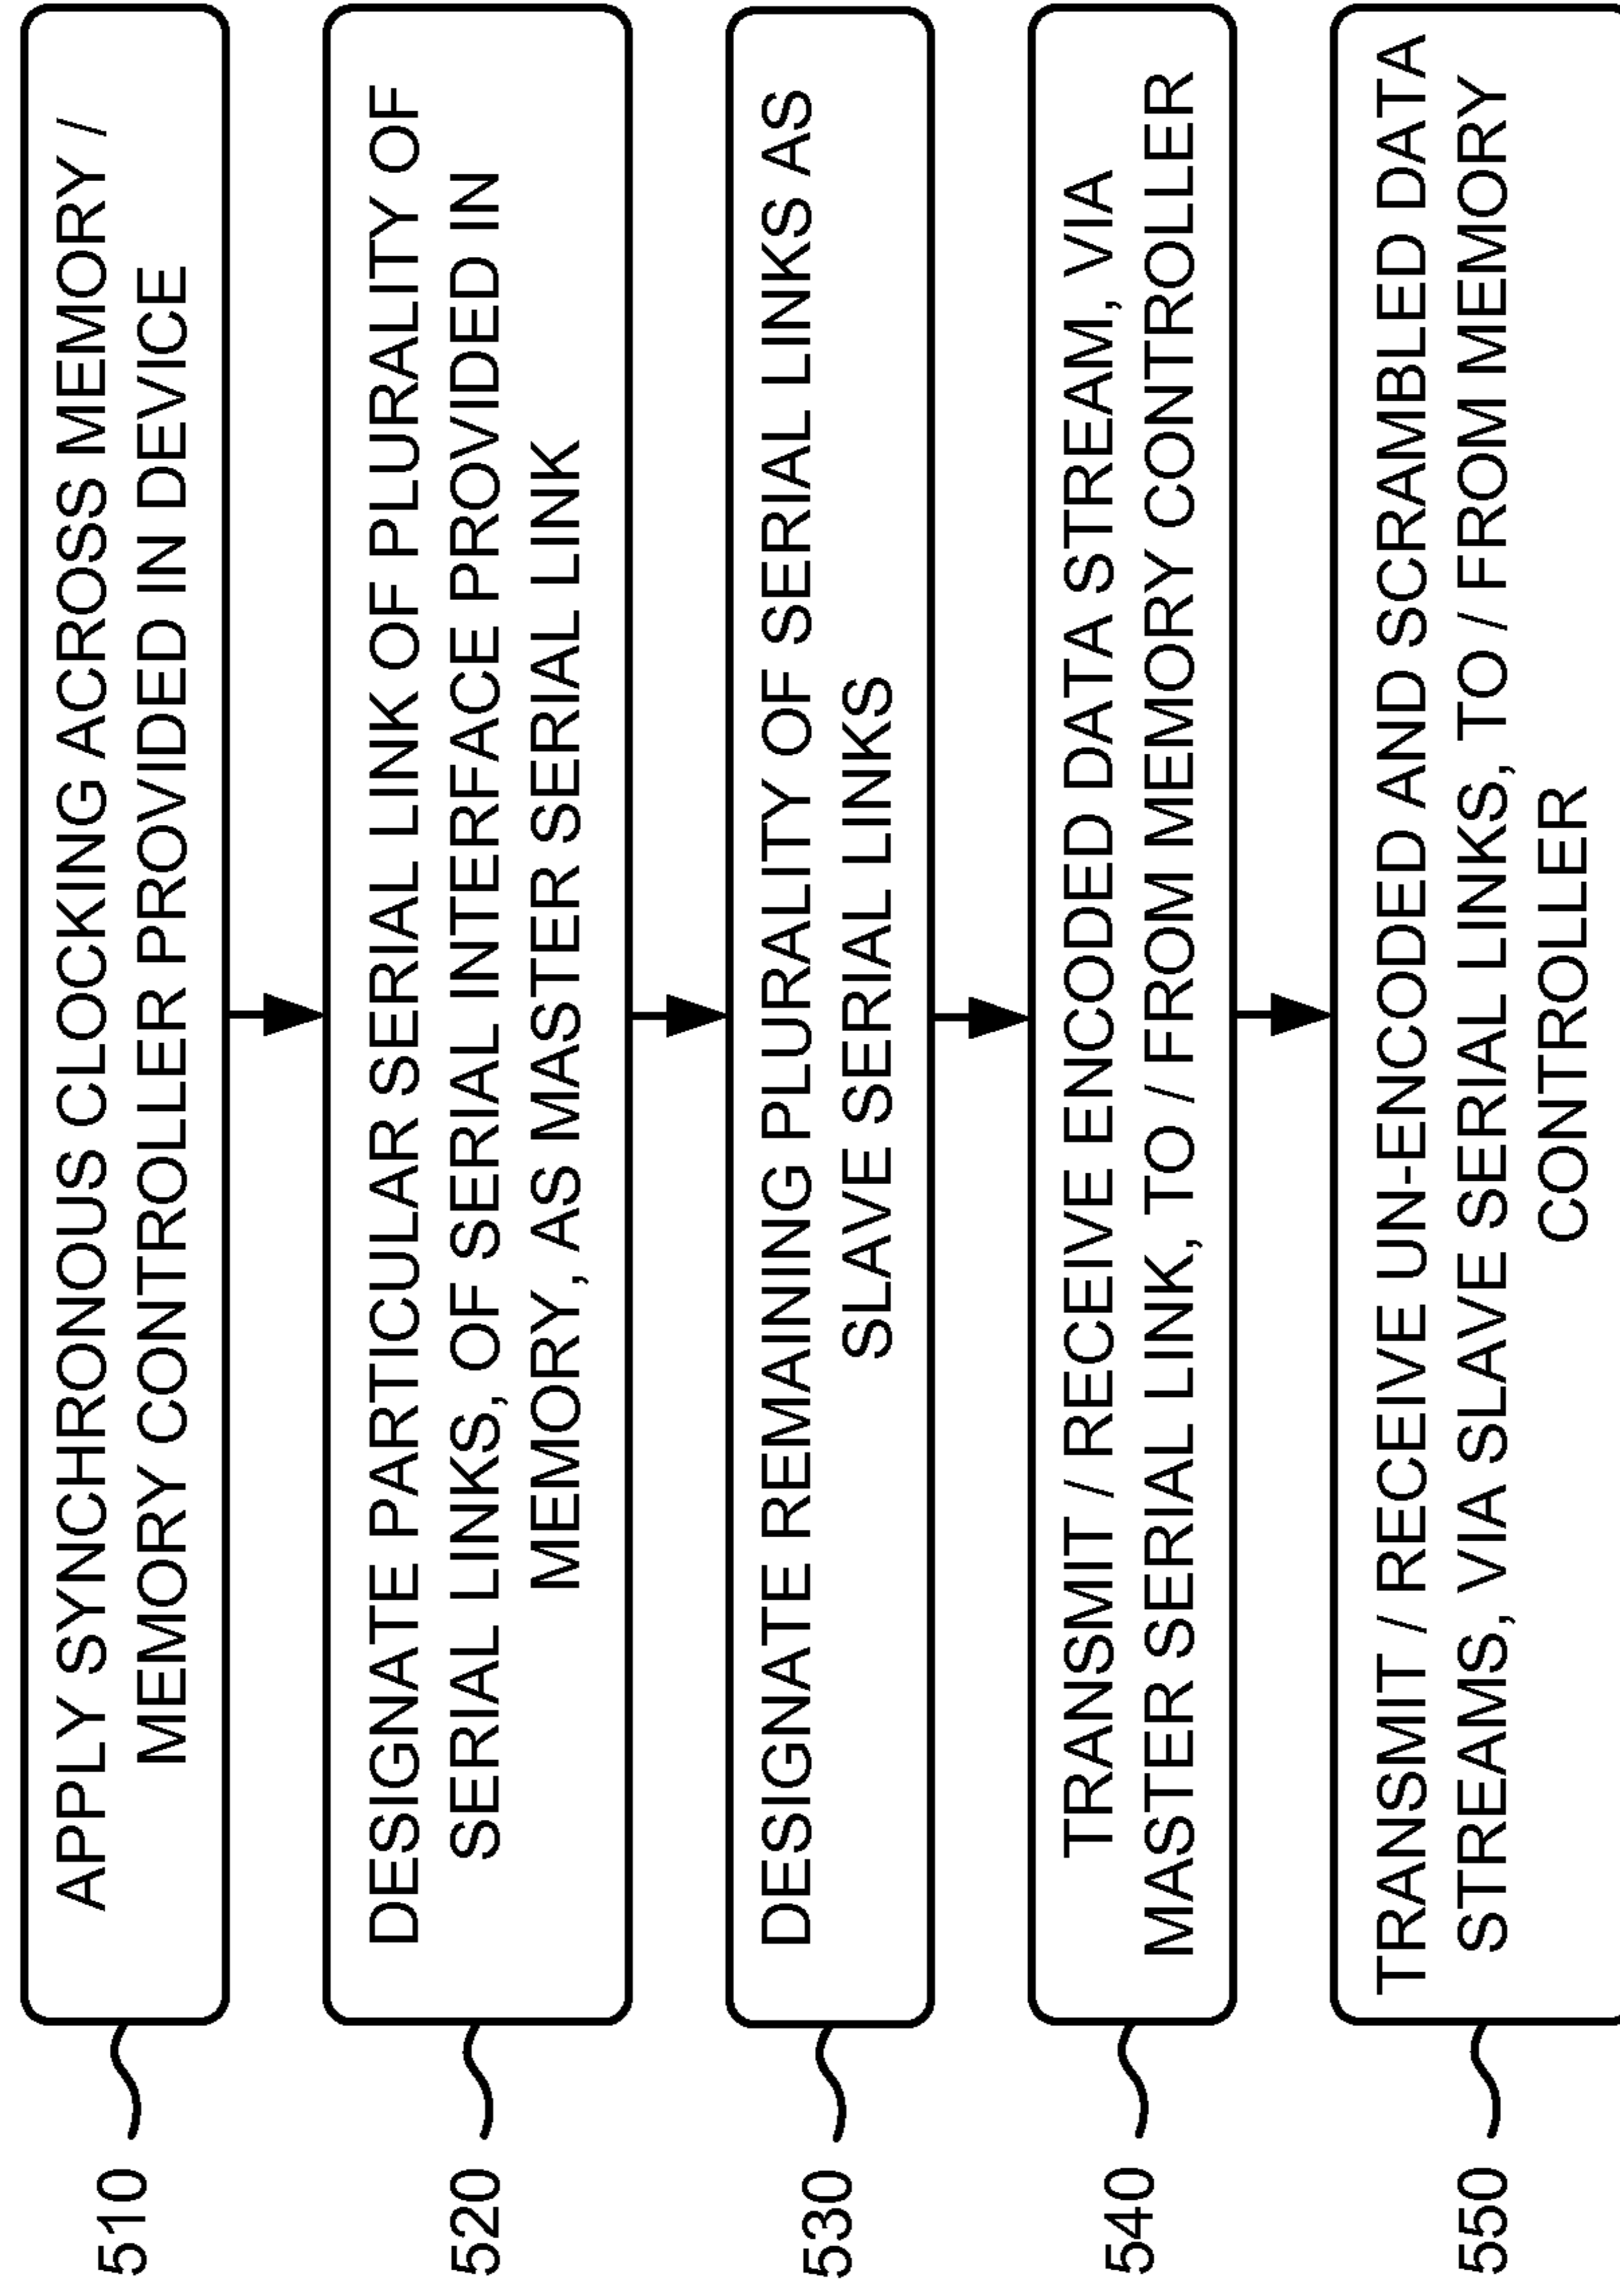 510
APPLY SYNCHRONOUS CLOCKING ACROSS MEMORY /
MEMORY CONTROLLER PROVIDED IN DEVICE
520
DESIGNATE PARTICULAR SERIAL LINK OF PLURALITY OF
SERIAL LINKS, OF SERIAL INTERFACE PROVIDED IN
MEMORY, AS MASTER SERIAL LINK
530
DESIGNATE REMAINING PLURALITY OF SERIAL LINKS AS
SLAVE SERIAL LINKS
540
TRANSMIT / RECEIVE ENCODED DATA STREAM, VIA
MASTER SERIAL LINK, TO / FROM MEMORY CONTROLLER
550
TRANSMIT / RECEIVE UN-ENCODED AND SCRAMBLED DATA
STREAMS, VIA SLAVE SERIAL LINKS, TO / FROM MEMORY
CONTROLLER